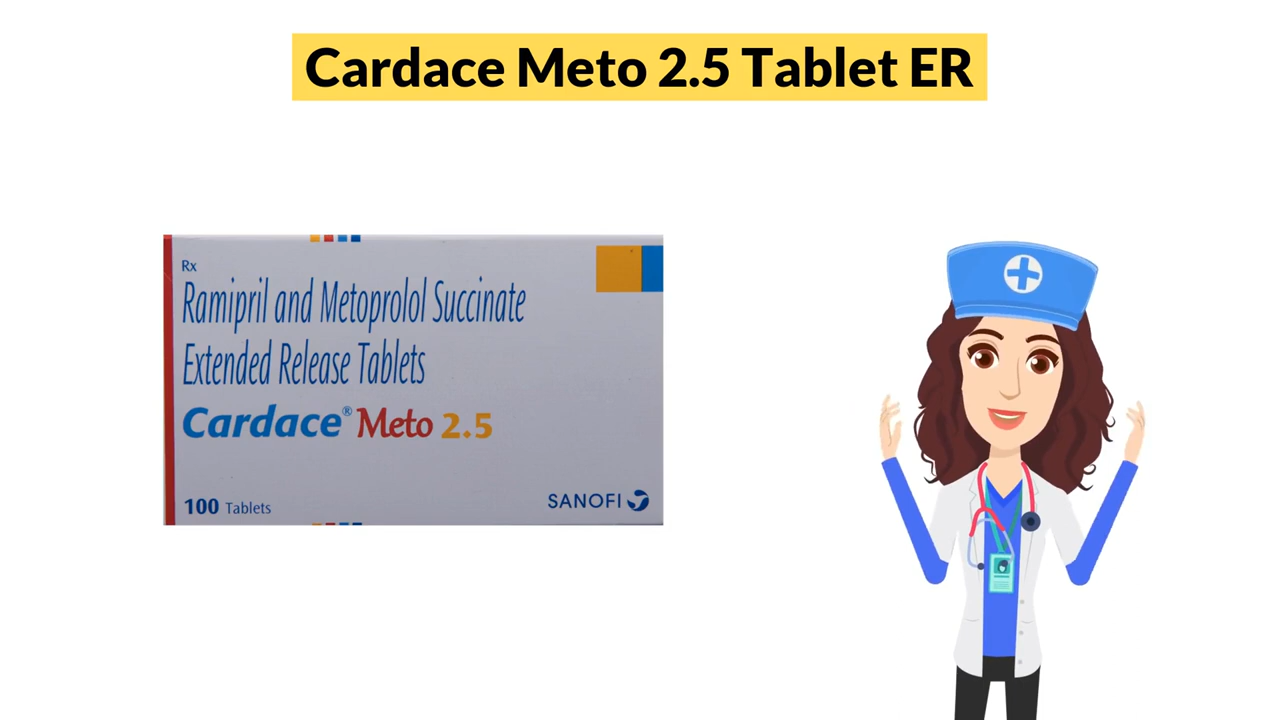 Cardace Meto 2.5 Tablet ER
Rx
Ramipril and Metoprolol Succinate
Extended Release Tablets
Cardace® Meto 2.5
100 Tablets
SANOFI